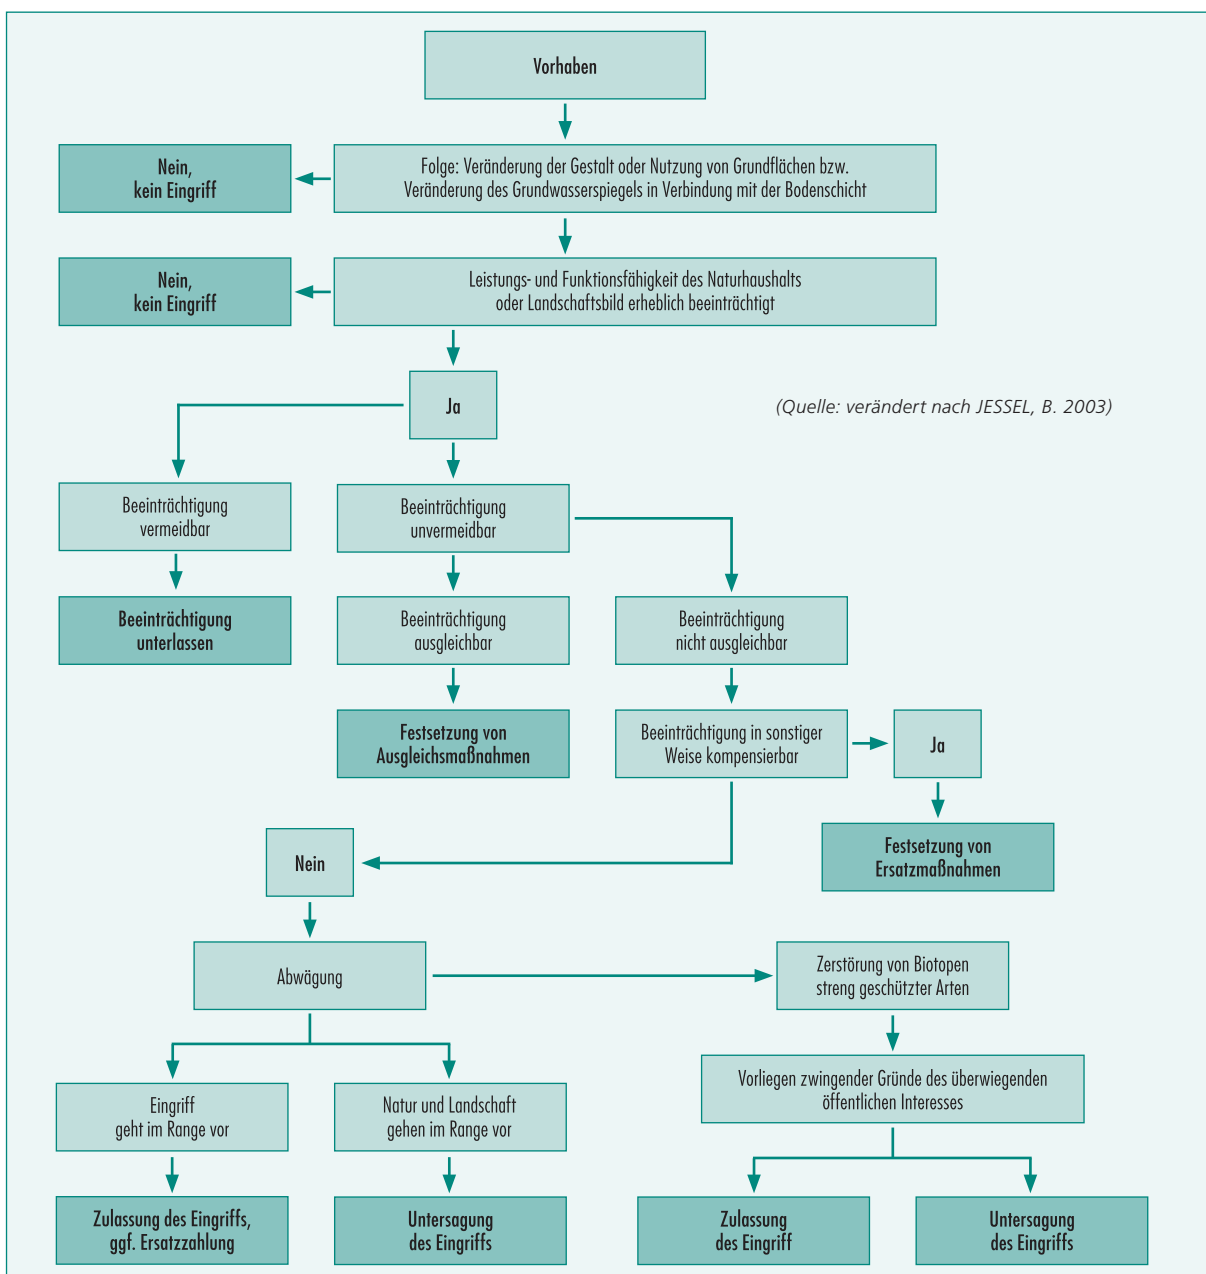 Vorhaben
Nein,
kein Eingriff
Folge: Veränderung der Gestalt oder Nutzung von Grundflächen bzw.
Veränderung des Grundwasserspiegels in Verbindung mit der Bodenschicht
Nein,
kein Eingriff
Leistungs- und Funktionsfähigkeit des Naturhaushalts
oder Landschaftsbild erheblich beeinträchtigt
Ja
(Quelle: verändert nach JESSEL, B. 2003)
Beeinträchtigung
vermeidbar
Beeinträchtigung
unvermeidbar
Beeinträchtigung
unterlassen
Beeinträchtigung
ausgleichbar
Beeinträchtigung
nicht ausgleichbar
Festsetzung von
Ausgleichsmaßnahmen
Beeinträchtigung in sonstiger
Weise kompensierbar
Ja
Festsetzung von
Ersatzmaßnahmen
Nein
Abwägung
Zerstörung von Biotopen
streng geschützter Arten
Eingriff
geht im Range vor
Natur und Landschaft
gehen im Range vor
Vorliegen zwingender Gründe des überwiegenden
öffentlichen Interesses
Zulassung des Eingriffs,
ggf. Ersatzzahlung
Untersagung
des Eingriffs
Zulassung
des Eingriff
Untersagung
des Eingriffs